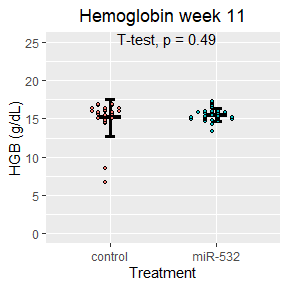 Hemoglobin week 11
T-test, p = 0.49
25
20
15
10
5
0
HGB (g/dL)
control miR-532
Treatment